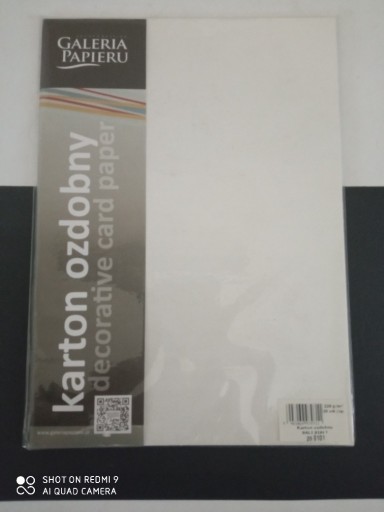 GALERIA
PAPIERU
karton ozdobny
decorative card paper
SHOT ON REDMI 9
AI QUAD CAMERA